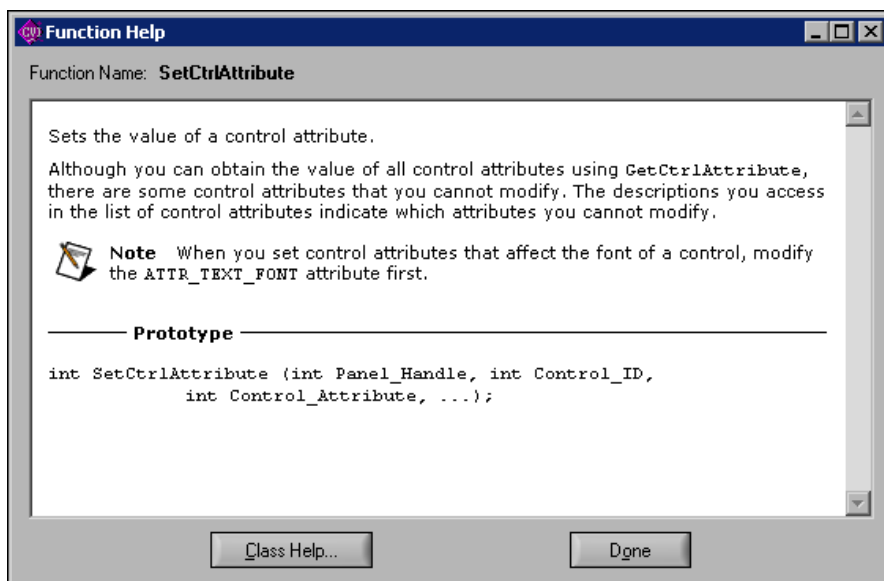 CVI Function Help
Function Name: SetCtrlAttribute
Sets the value of a control attribute.
Although you can obtain the value of all control attributes using GetCtrlAttribute,
there are some control attributes that you cannot modify. The descriptions you access
in the list of control attributes indicate which attributes you cannot modify.
Note When you set control attributes that affect the font of a control, modify
the ATTR_TEXT_FONT attribute first.
Prototype
int SetCtrlAttribute (int Panel_Handle, int Control_ID,
int Control_Attribute, ...);
Class Help...
Done